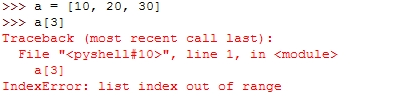 >>> a = [10, 20, 30]
>>> a[3]
Traceback (most recent call last):
  File "<pyshell#10>", line 1, in <module>
    a[3]
IndexError: list index out of range